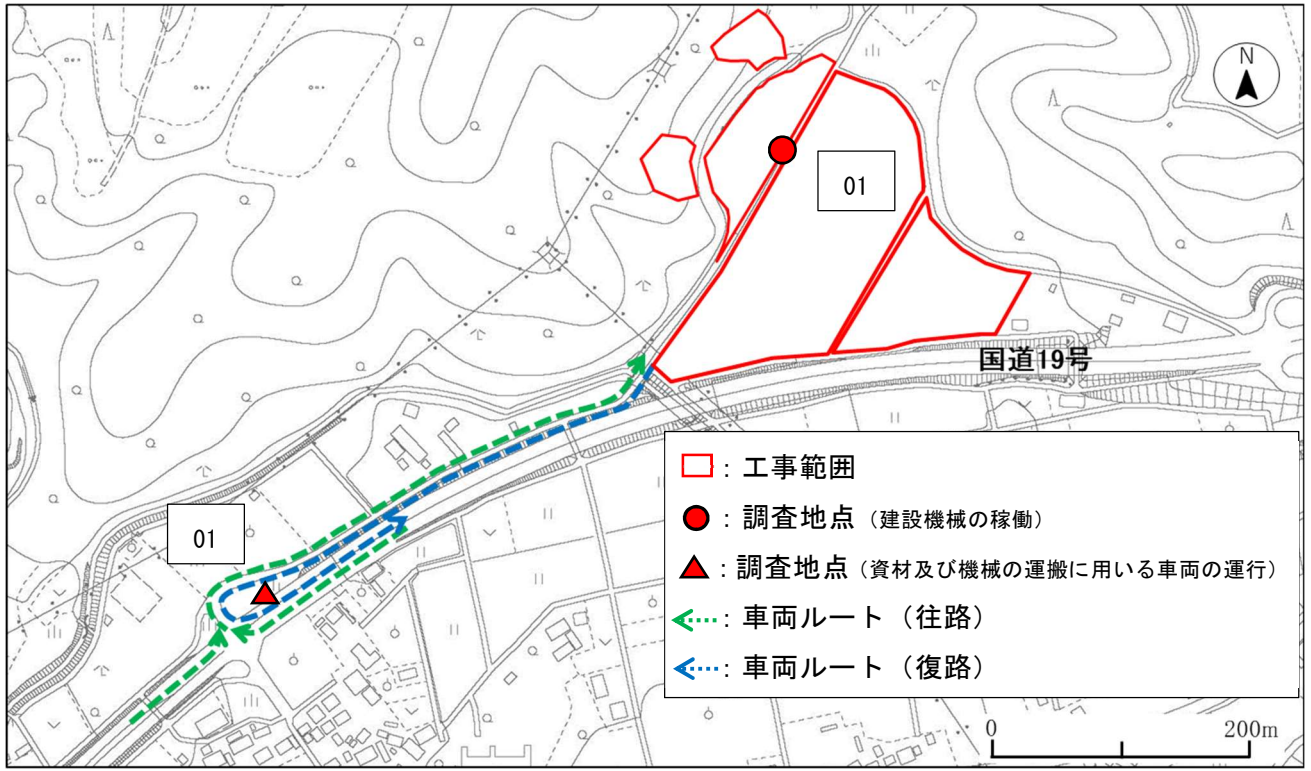 N
01
国道19号
01
：工事範囲
：調査地点（建設機械の稼働）
：調査地点（資材及び機械の運搬に用いる車両の運行）
：車両ルート（往路）
：車両ルート（復路）
0 200m